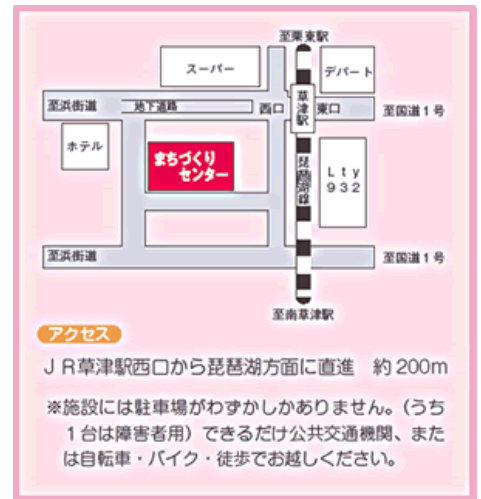 至栗東駅
スーパー
デパート
至浜街道
地下道路
西口
草津駅
東口
至国道1号
ホテル
まちづくり
センター
琵琶湖線
Lty
932
至浜街道
至国道1号
至南草津駅
アクセス
JR草津駅西口から琵琶湖方面に直進 約200m
※施設には駐車場がわずかしかありません。(うち
1台は障害者用)できるだけ公共交通機関、また
は自転車・バイク・徒歩でお越しください。